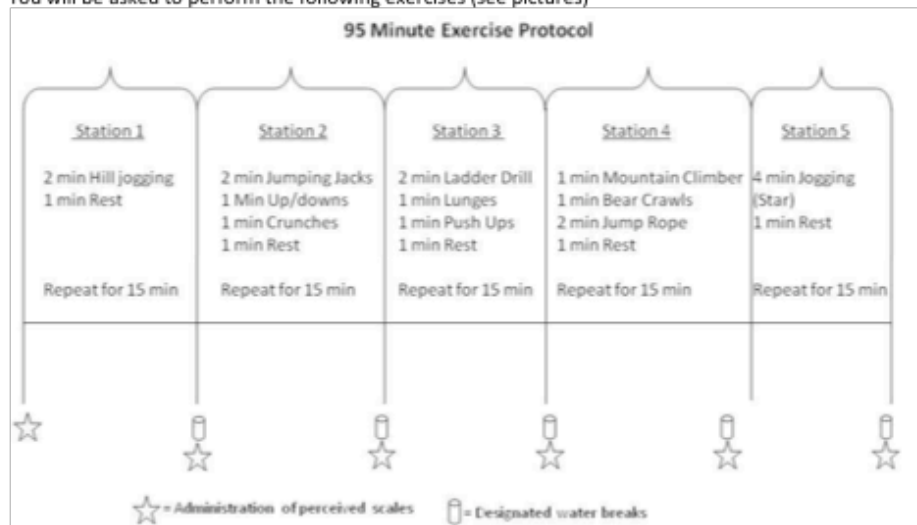 You will be asked to perform the following exercises (see pictures)
95 Minute Exercise Protocol
Station 1
2 min Hill jogging
1 min Rest
Repeat for 15 min
Station 2
2 min Jumping Jacks
1 Min Up/downs
1 min Crunches
1 min Rest
Repeat for 15 min
Station 3
2 min Ladder Drill
1 min Lunges
1 min Push Ups
1 min Rest
Repeat for 15 min
Station 4
1 min Mountain Climber
1 min Bear Crawls
2 min Jump Rope
1 min Rest
Repeat for 15 min
Station 5
4 min Jogging
(Star)
1 min Rest
Repeat for 15 min
= Administration of perceived scales
= Designated water breaks